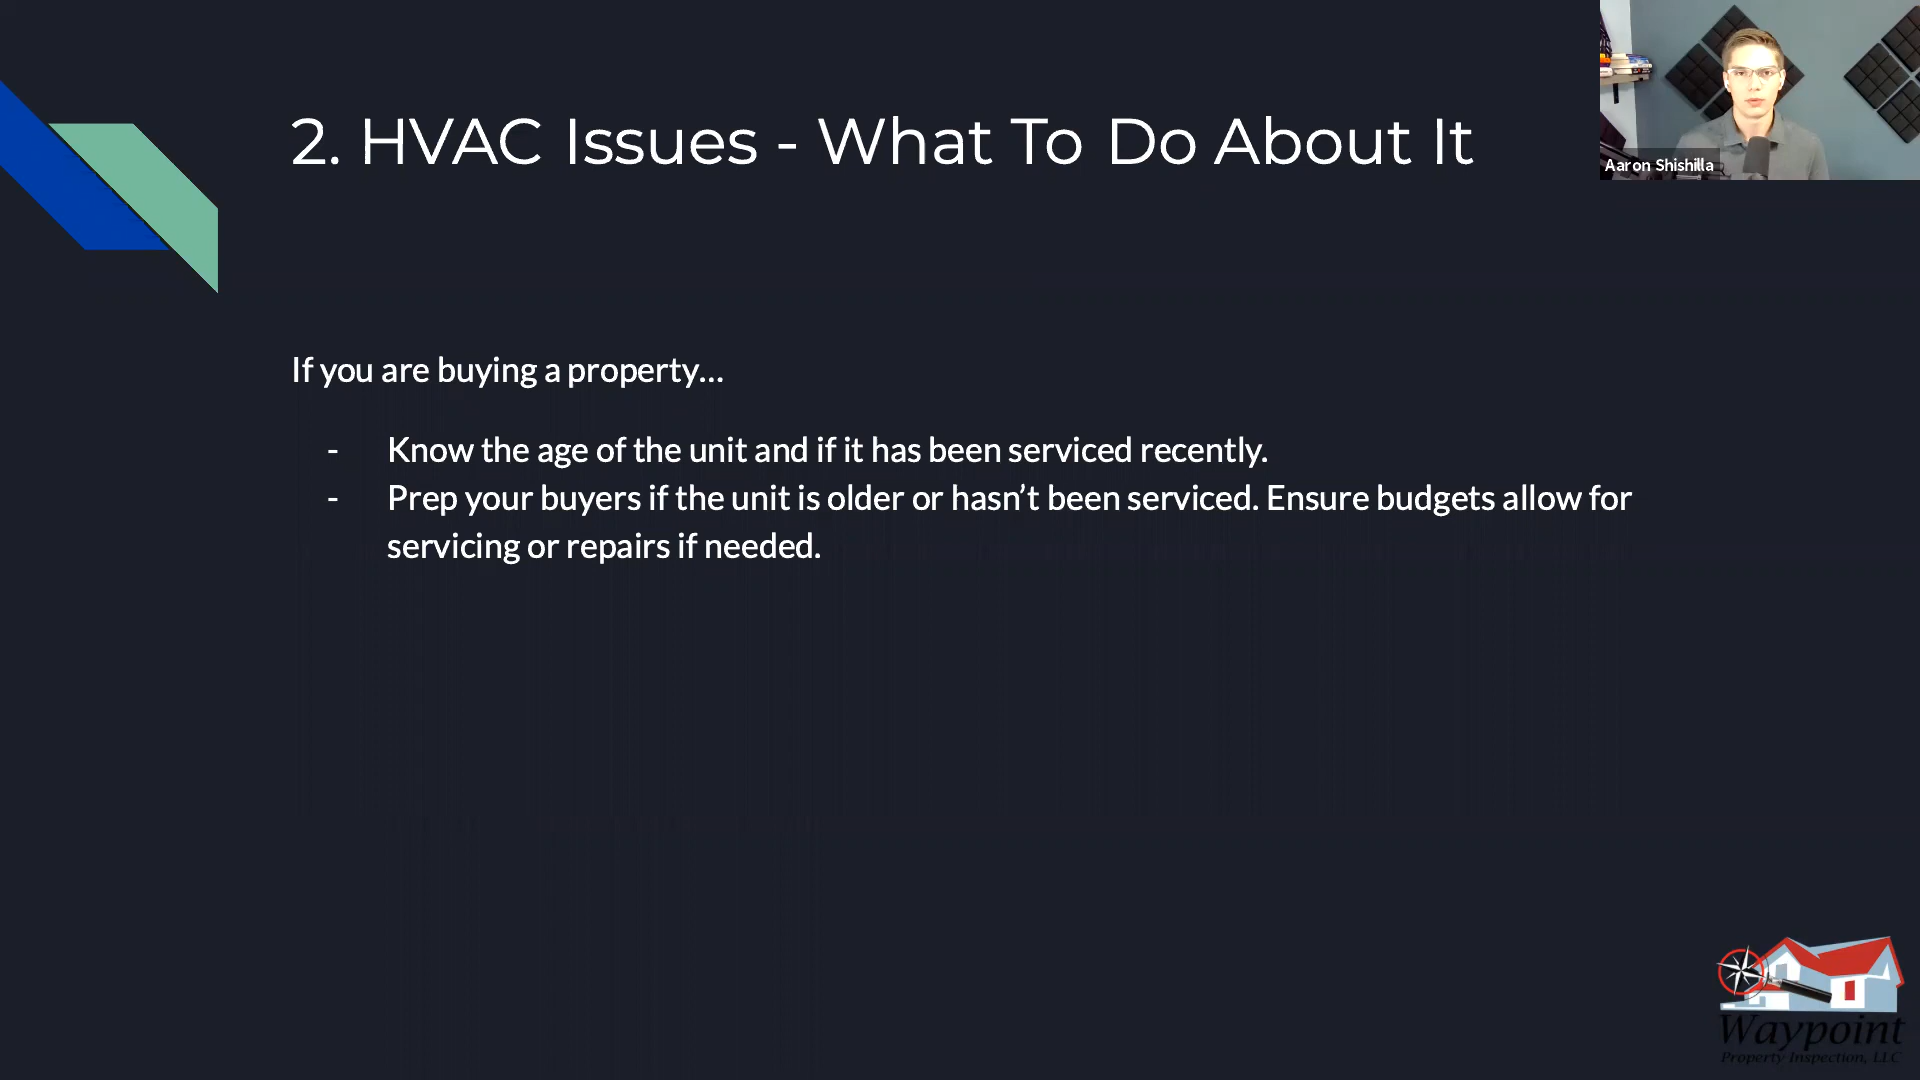 2. HVAC Issues - What To Do About It
Aaron Shishilla
If you are buying a property...
- Know the age of the unit and if it has been serviced recently.
- Prep your buyers if the unit is older or hasn’t been serviced. Ensure budgets allow for
servicing or repairs if needed.
Waypoint
Property Inspection, LLC